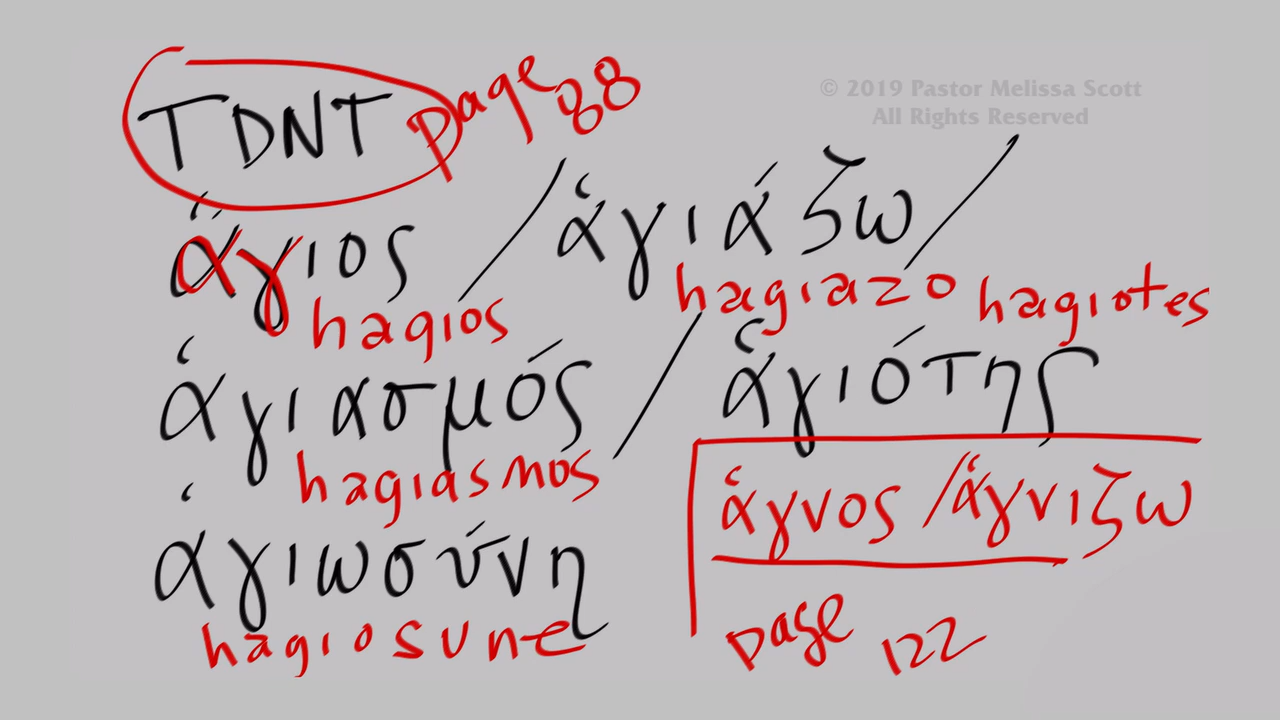 TDNT page 88
© 2019 Pastor Melissa Scott
All Rights Reserved
ἅγιος / ἁγιάζω /
hagios hagiazo hagiotes
ἁγιασμός / ἁγιότης
hagiasmos
ἁγνος / ἁγνιζω
ἁγιωσύνη
hagiosune
page 122